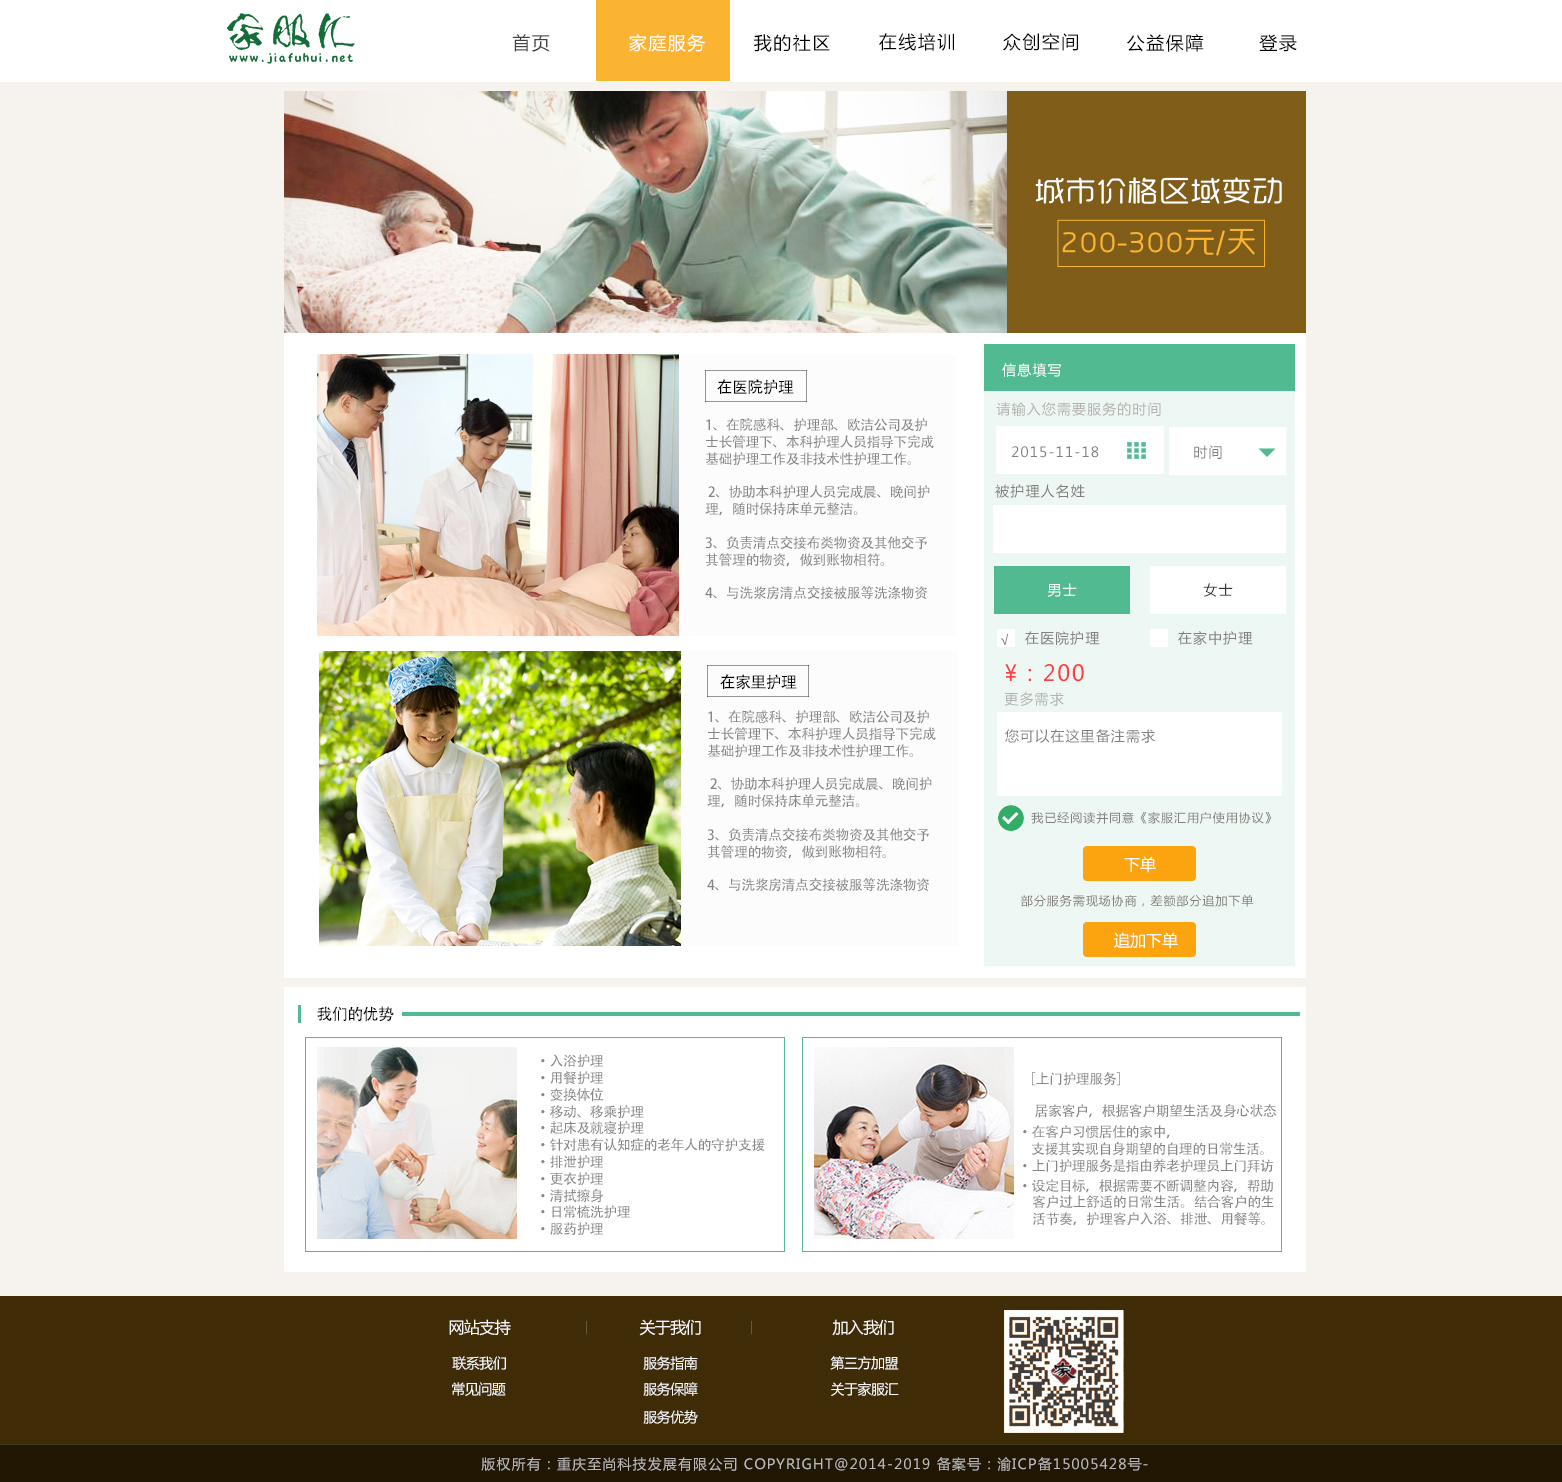 家服汇
www.jiafuhui.net
首页 家庭服务 我的社区 在线培训 众创空间 公益保障 登录
城市价格区域变动
200-300元/天
在医院护理
1、在院感科、护理部、欧洁公司及护
士长管理下、本科护理人员指导下完成
基础护理工作及非技术性护理工作。
2、协助本科护理人员完成晨、晚间护
理，随时保持床单元整洁。
3、负责清点交接布类物资及其他交予
其管理的物资，做到账物相符。
4、与洗浆房清点交接被服等洗涤物资
在家里护理
1、在院感科、护理部、欧洁公司及护
士长管理下、本科护理人员指导下完成
基础护理工作及非技术性护理工作。
2、协助本科护理人员完成晨、晚间护
理，随时保持床单元整洁。
3、负责清点交接布类物资及其他交予
其管理的物资，做到账物相符。
4、与洗浆房清点交接被服等洗涤物资
信息填写
请输入您需要服务的时间
2015-11-18 时间
被护理人名姓
男士 女士
√ 在医院护理 在家中护理
¥：200
更多需求
您可以在这里备注需求
我已经阅读并同意《家服汇用户使用协议》
下单
部分服务需现场协商，差额部分追加下单
追加下单
我们的优势
• 入浴护理
• 用餐护理
• 变换体位
• 移动、移乘护理
• 起床及就寝护理
• 针对患有认知症的老年人的守护支援
• 排泄护理
• 更衣护理
• 清拭擦身
• 日常梳洗护理
• 服药护理
[上门护理服务]
居家客户，根据客户期望生活及身心状态
• 在客户习惯居住的家中，
支援其实现自身期望的自理的日常生活。
• 上门护理服务是指由养老护理员上门拜访
• 设定目标，根据需要不断调整内容，帮助
客户过上舒适的日常生活。结合客户的生
活节奏，护理客户入浴、排泄、用餐等。
网站支持 关于我们 加入我们
联系我们 服务指南 第三方加盟
常见问题 服务保障 关于家服汇
服务优势
家
版权所有：重庆至尚科技发展有限公司 COPYRIGHT@2014-2019 备案号：渝ICP备15005428号-